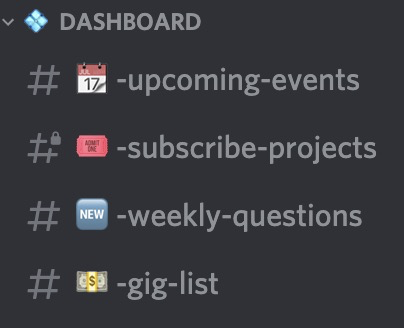 💠 DASHBOARD
# 📅 -upcoming-events
# 🎟 -subscribe-projects
# 🆕 -weekly-questions
# 💵 -gig-list